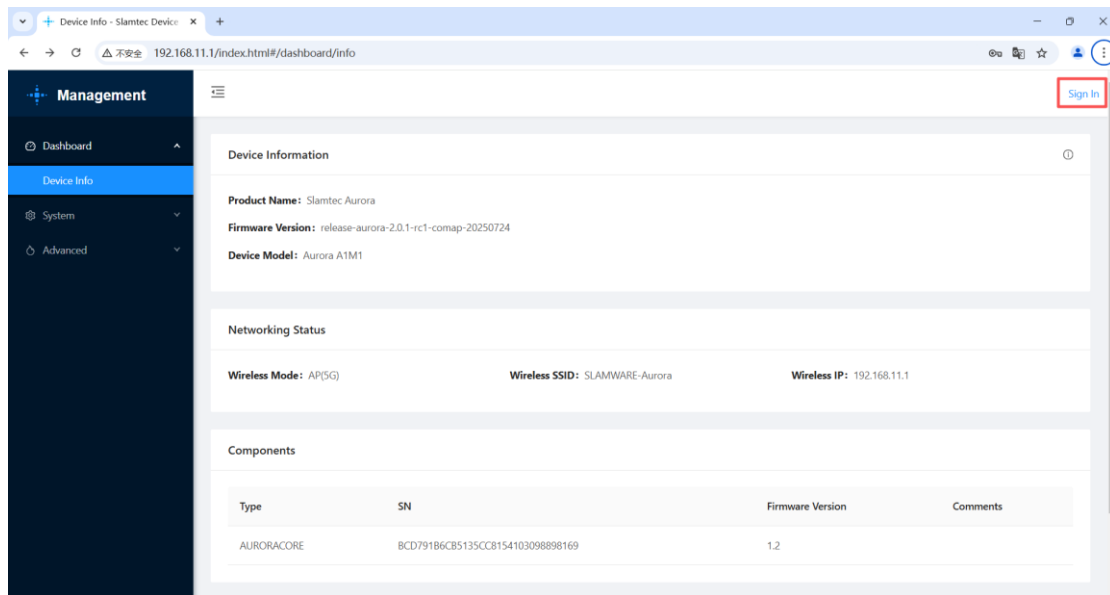 Device Info - Slamtec Device
不安全 192.168.11.1/index.html#/dashboard/info
Management
Sign In
Dashboard
Device Info
System
Advanced
Device Information
Product Name: Slamtec Aurora
Firmware Version: release-aurora-2.0.1-rc1-comap-20250724
Device Model: Aurora A1M1
Networking Status
Wireless Mode: AP(5G) Wireless SSID: SLAMWARE-Aurora Wireless IP: 192.168.11.1
Components
Type SN Firmware Version Comments
AURORACORE BCD791B6CB5135CC8154103098898169 1.2